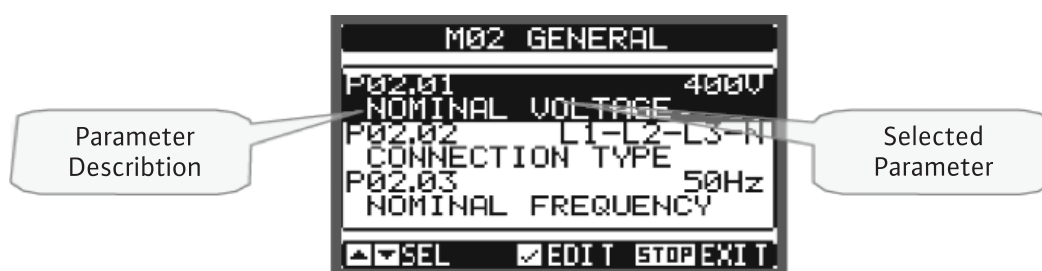 M02 GENERAL
P02.01 400V
NOMINAL VOLTAGE
P02.02 L1-L2-L3-N
CONNECTION TYPE
P02.03 50Hz
NOMINAL FREQUENCY
SEL EDIT STOP EXIT
Parameter
Describtion
Selected
Parameter